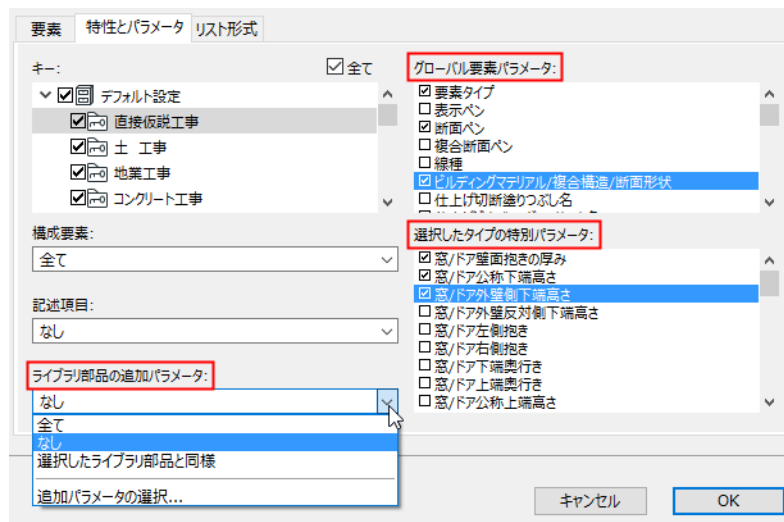 要素 特性とパラメータ リスト形式
キー: 全て
デフォルト設定
直接仮説工事
土 工事
地業工事
コンクリート工事
構成要素:
全て
記述項目:
なし
ライブラリ部品の追加パラメータ:
なし
全て
なし
選択したライブラリ部品と同様
追加パラメータの選択...
グローバル要素パラメータ:
要素タイプ
表示ペン
断面ペン
複合断面ペン
線種
ビルディングマテリアル/複合構造/断面形状
仕上げ切断塗りつぶし名
選択したタイプの特別パラメータ:
窓/ドア壁面抱きの厚み
窓/ドア公称下端高さ
窓/ドア外壁側下端高さ
窓/ドア外壁反対側下端高さ
窓/ドア左側抱き
窓/ドア右側抱き
窓/ドア下端奥行き
窓/ドア上端奥行き
窓/ドア公称上端高さ
キャンセル OK